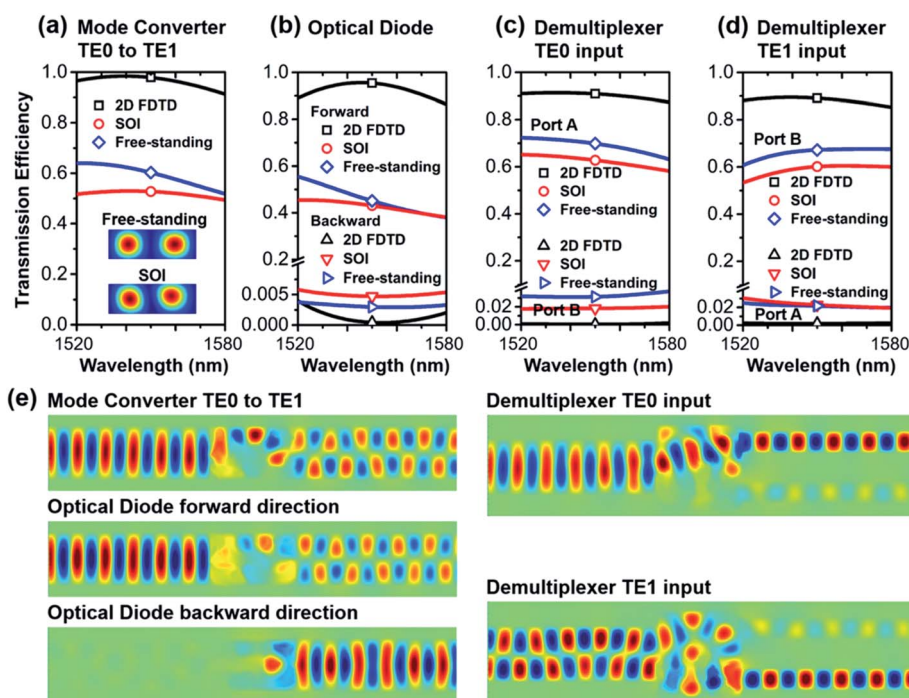 (a) Mode Converter
TE0 to TE1
(b) Optical Diode
(c) Demultiplexer
TE0 input
(d) Demultiplexer
TE1 input
Transmission Efficiency
1.0
0.8
0.6
0.4
0.2
0.0
2D FDTD
SOI
Free-standing
Free-standing
SOI
1520
1580
Wavelength (nm)
1.0
0.8
0.6
0.4
0.2
0.005
0.000
Forward
2D FDTD
SOI
Free-standing
Backward
2D FDTD
SOI
Free-standing
1520
1580
Wavelength (nm)
1.0
0.8
0.6
0.4
0.2
0.02
0.00
Port A
2D FDTD
SOI
Free-standing
2D FDTD
SOI
Free-standing
Port B
1520
1580
Wavelength (nm)
1.0
0.8
0.6
0.4
0.2
0.02
0.00
Port B
2D FDTD
SOI
Free-standing
2D FDTD
SOI
Free-standing
Port A
1520
1580
Wavelength (nm)
(e)
Mode Converter TE0 to TE1
Optical Diode forward direction
Optical Diode backward direction
Demultiplexer TE0 input
Demultiplexer TE1 input